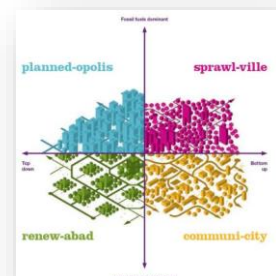 Fossil fuels dominant
planned-opolis
sprawl-ville
Top
down
Bottom
up
renew-abad
communi-city